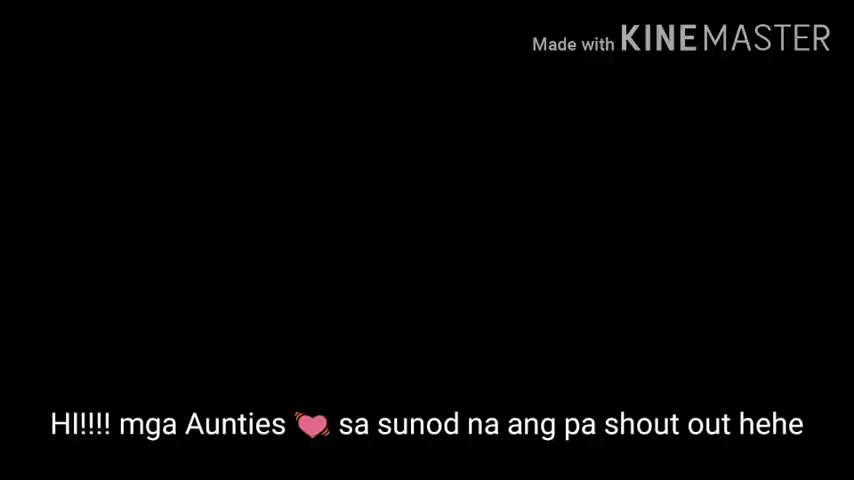 Made with KINEMASTER
HI!!!! mga Aunties 💓 sa sunod na ang pa shout out hehe